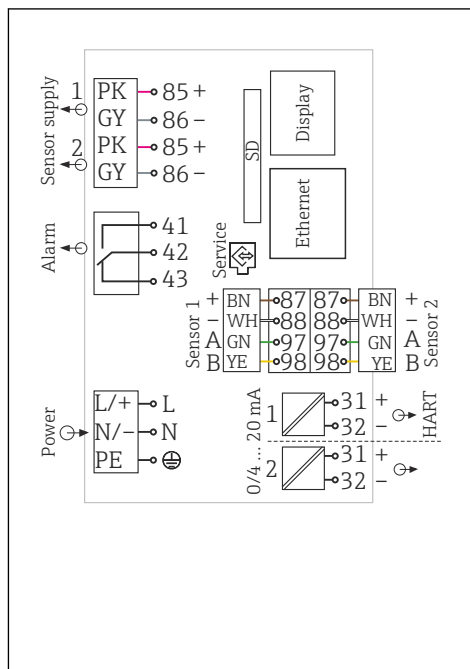 Sensor supply
1
PK
85 +
GY
86 −
2
PK
85 +
GY
86 −
Display
SD
Ethernet
Alarm
41
42
43
Service
Sensor 1
+
BN
87
87
BN
+
−
WH
88
88
WH
−
A
GN
97
97
GN
A
B
YE
98
98
YE
B
Sensor 2
Power
L/+
L
N/−
N
PE
0/4 ... 20 mA
1
31 +
32 −
HART
2
31 +
32 −